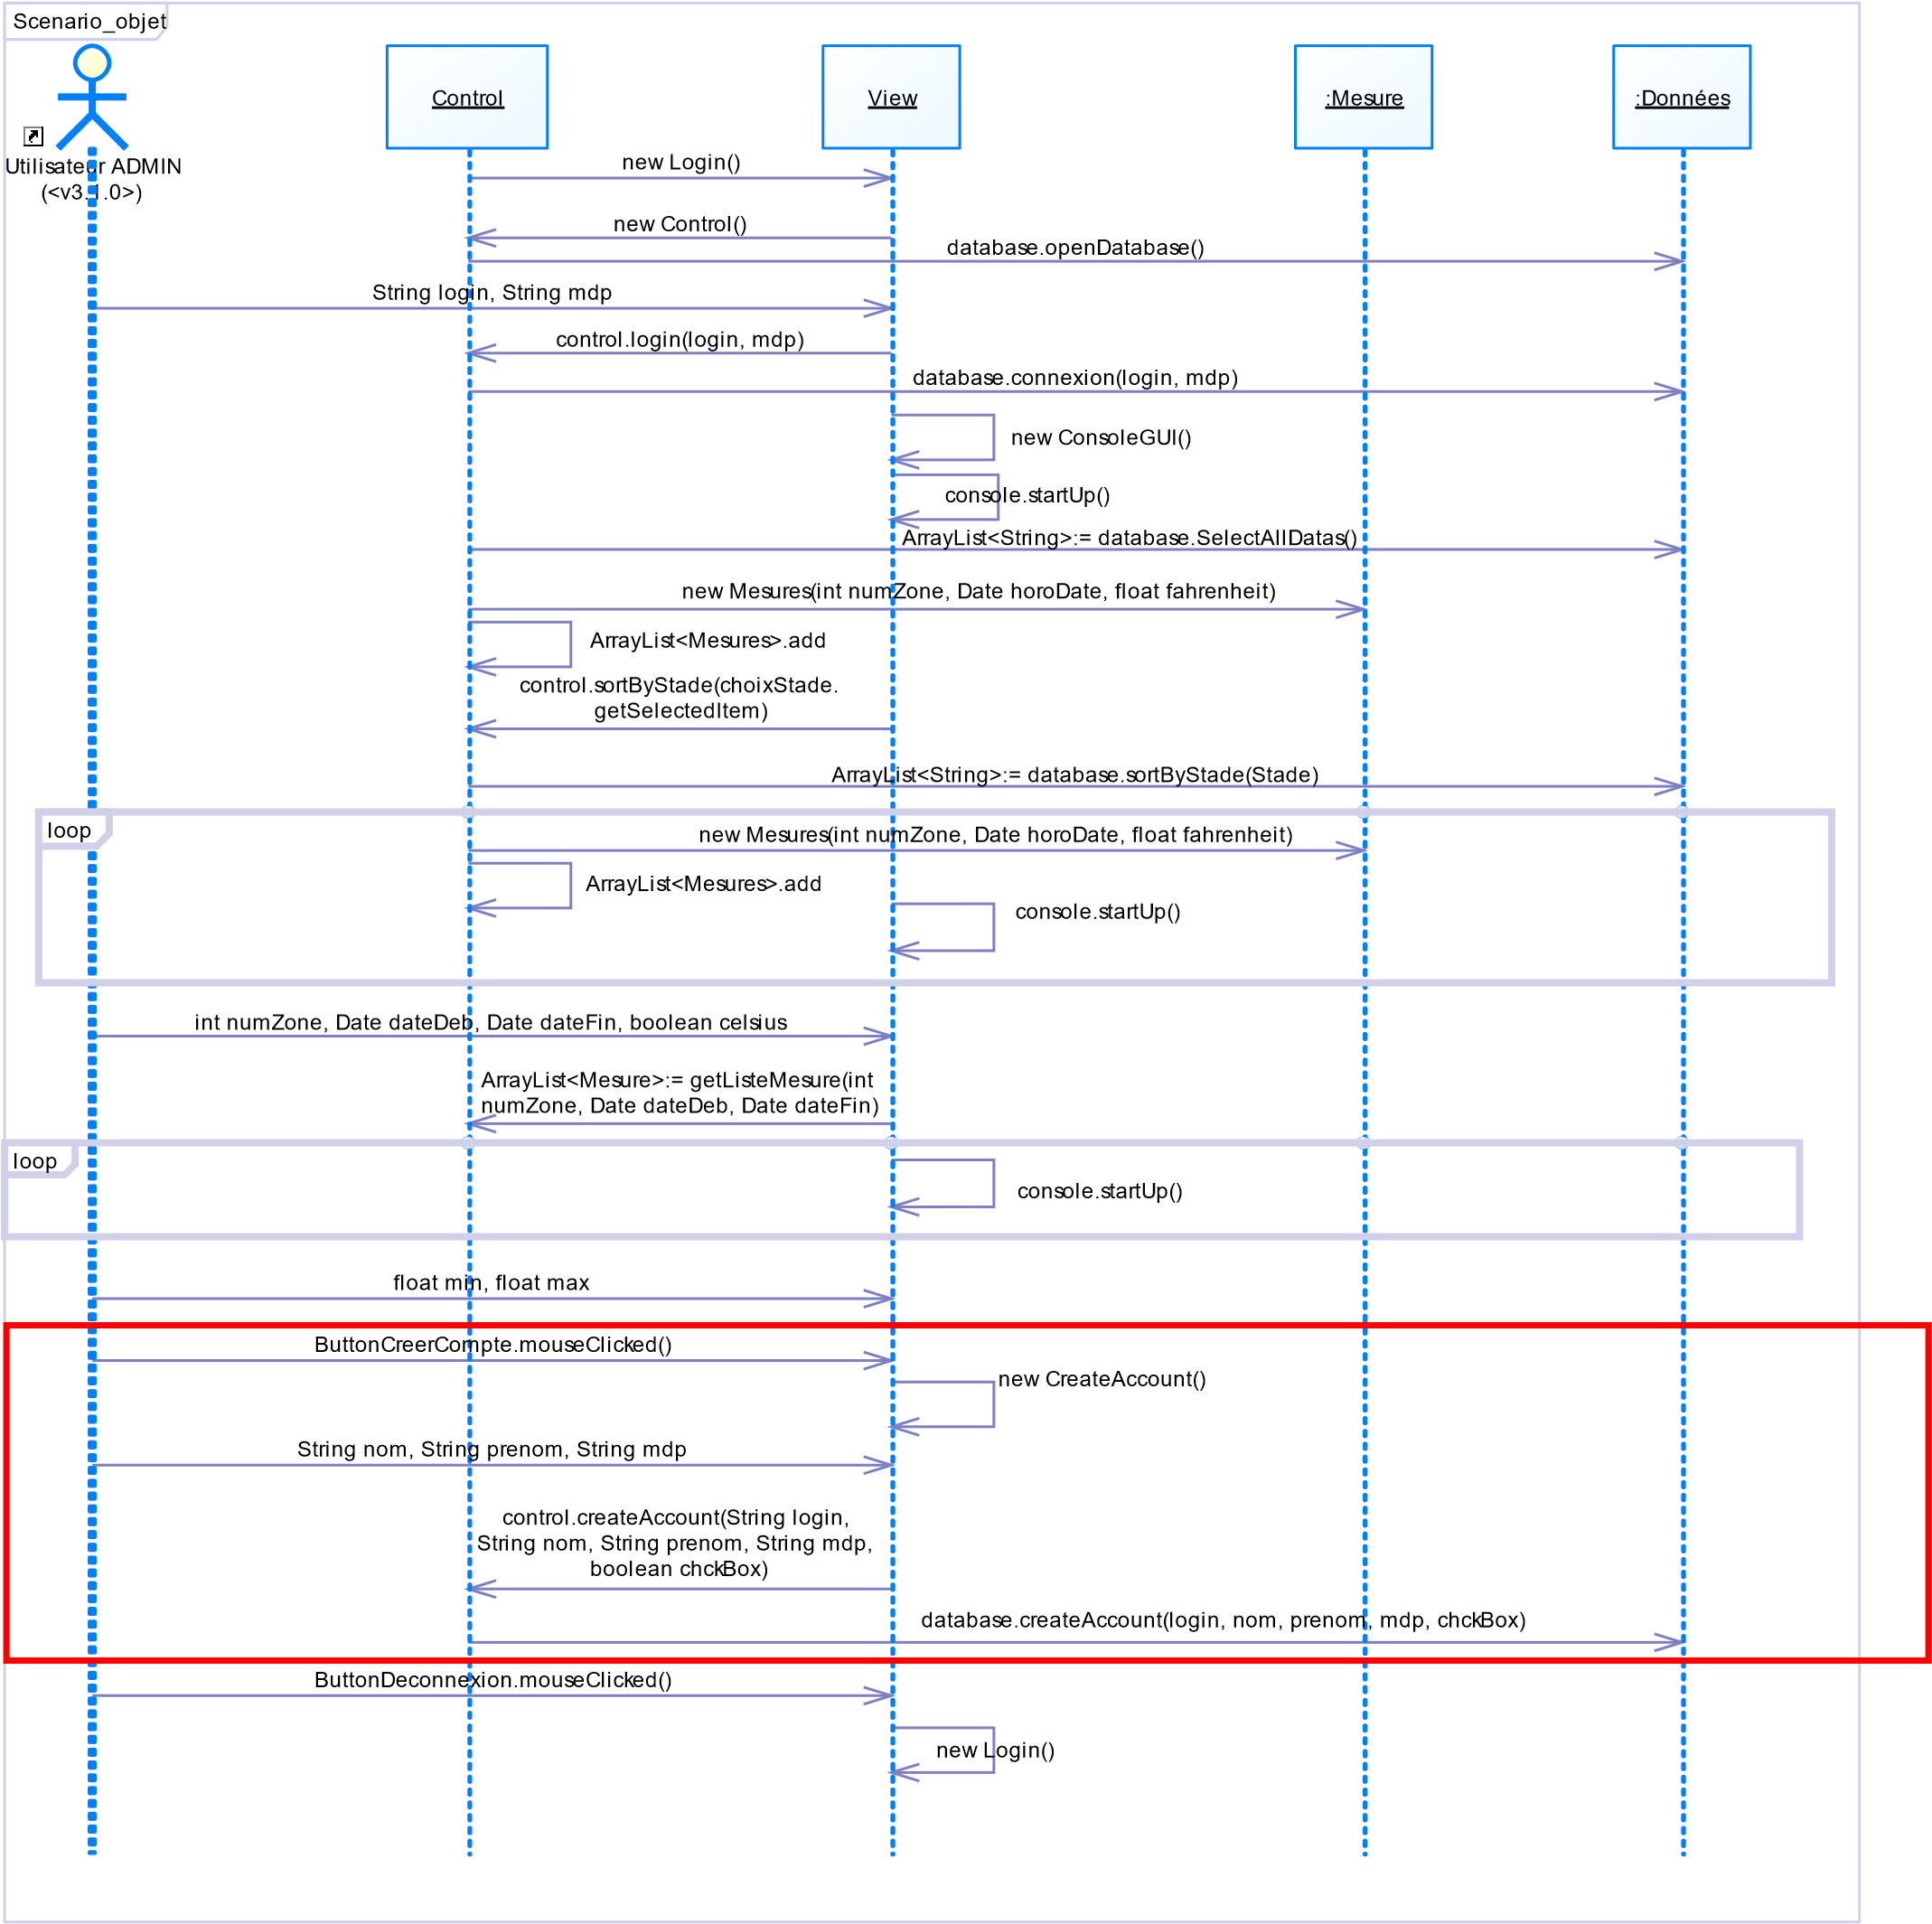 Scenario_objet
Control
View
:Mesure
:Données
Utilisateur ADMIN
(<v3.1.0>)
new Login()
new Control()
database.openDatabase()
String login, String mdp
control.login(login, mdp)
database.connexion(login, mdp)
new ConsoleGUI()
console.startUp()
ArrayList<String>:= database.SelectAllDatas()
new Mesures(int numZone, Date horoDate, float fahrenheit)
ArrayList<Mesures>.add
control.sortByStade(choixStade.
getSelectedItem)
ArrayList<String>:= database.sortByStade(Stade)
loop
new Mesures(int numZone, Date horoDate, float fahrenheit)
ArrayList<Mesures>.add
console.startUp()
int numZone, Date dateDeb, Date dateFin, boolean celsius
ArrayList<Mesure>:= getListeMesure(int
numZone, Date dateDeb, Date dateFin)
loop
console.startUp()
float min, float max
ButtonCreerCompte.mouseClicked()
new CreateAccount()
String nom, String prenom, String mdp
control.createAccount(String login,
String nom, String prenom, String mdp,
boolean chckBox)
database.createAccount(login, nom, prenom, mdp, chckBox)
ButtonDeconnexion.mouseClicked()
new Login()